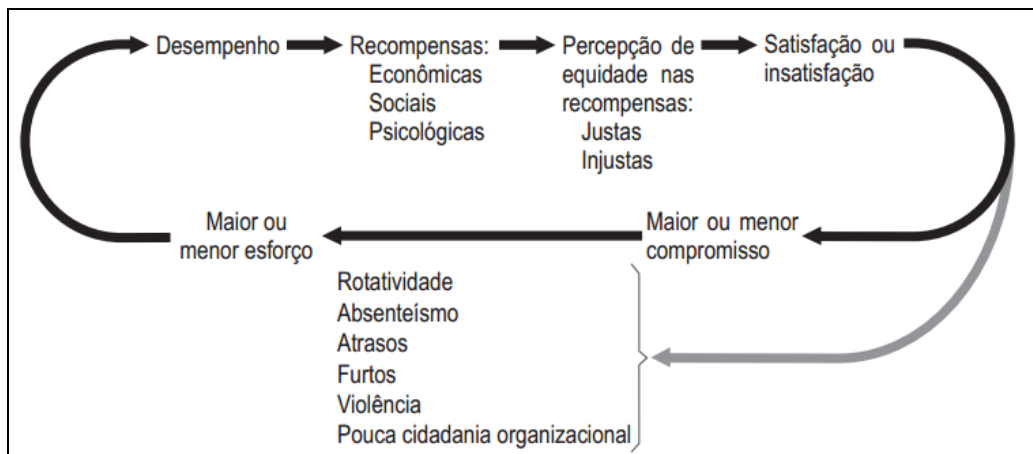 Desempenho
Recompensas:
Econômicas
Sociais
Psicológicas
Percepção de
equidade nas
recompensas:
Justas
Injustas
Satisfação ou
insatisfação
Maior ou
menor esforço
Maior ou menor
compromisso
Rotatividade
Absenteísmo
Atrasos
Furtos
Violência
Pouca cidadania organizacional